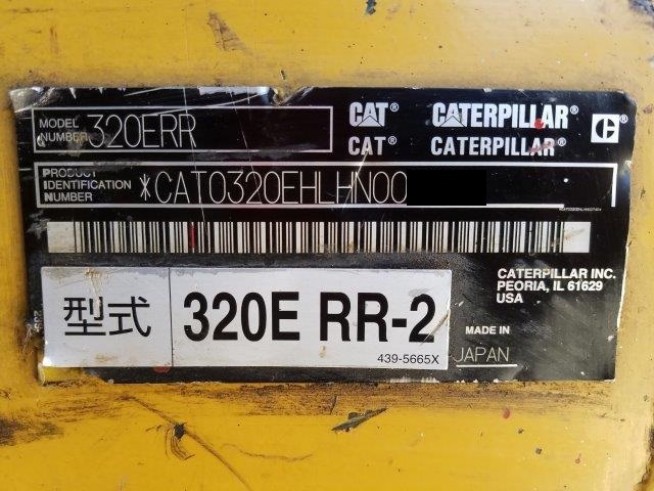 MODEL NUMBER 320ERR
CAT® CATERPILLAR®
CAT® CATERPILLAR®
PRODUCT IDENTIFICATION NUMBER *CAT0320EHLHN00
CATERPILLAR INC.
PEORIA, IL 61629
USA
型式 320E RR-2
439-5665X
MADE IN JAPAN